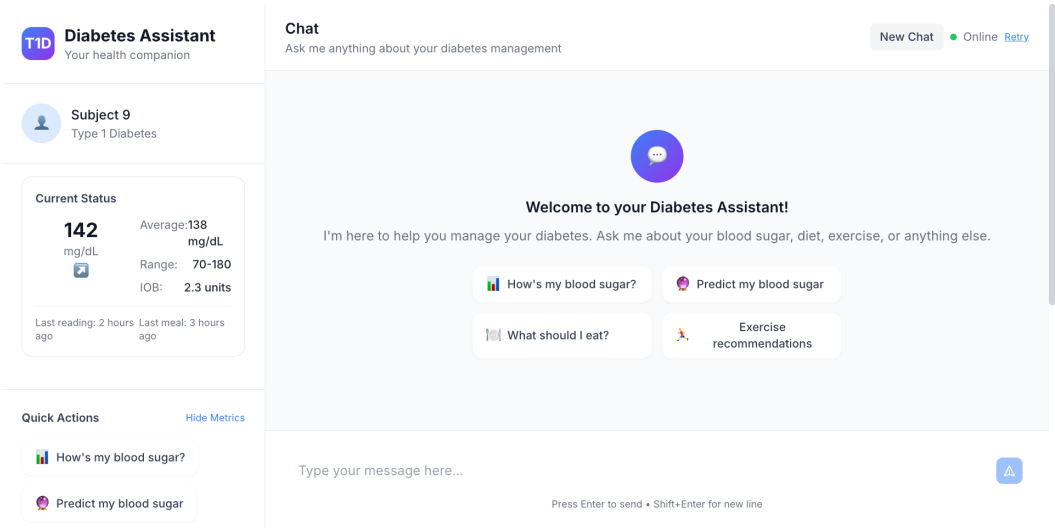 T1D
Diabetes Assistant
Your health companion
Subject 9
Type 1 Diabetes
Current Status
142
mg/dL
Average:138
mg/dL
Range: 70-180
IOB: 2.3 units
Last reading: 2 hours
ago
Last meal: 3 hours
ago
Quick Actions
Hide Metrics
How's my blood sugar?
Predict my blood sugar
Chat
Ask me anything about your diabetes management
New Chat
Online
Retry
Welcome to your Diabetes Assistant!
I'm here to help you manage your diabetes. Ask me about your blood sugar, diet, exercise, or anything else.
How's my blood sugar?
Predict my blood sugar
What should I eat?
Exercise
recommendations
Type your message here...
Press Enter to send • Shift+Enter for new line